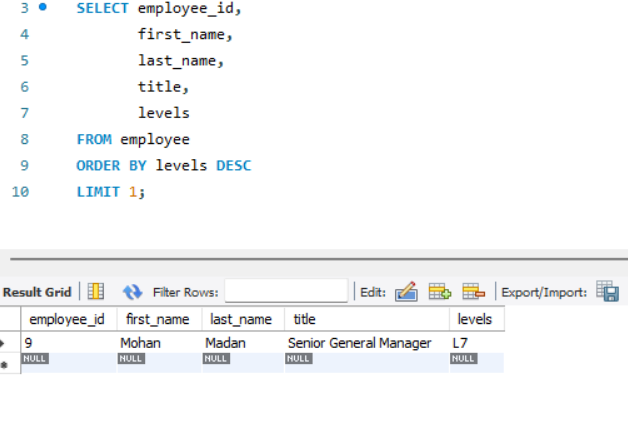 3 SELECT employee_id,
4 first_name,
5 last_name,
6 title,
7 levels
8 FROM employee
9 ORDER BY levels DESC
10 LIMIT 1;
Result Grid Filter Rows: Edit: Export/Import:
employee_id first_name last_name title levels
9 Mohan Madan Senior General Manager L7
NULL NULL NULL NULL NULL